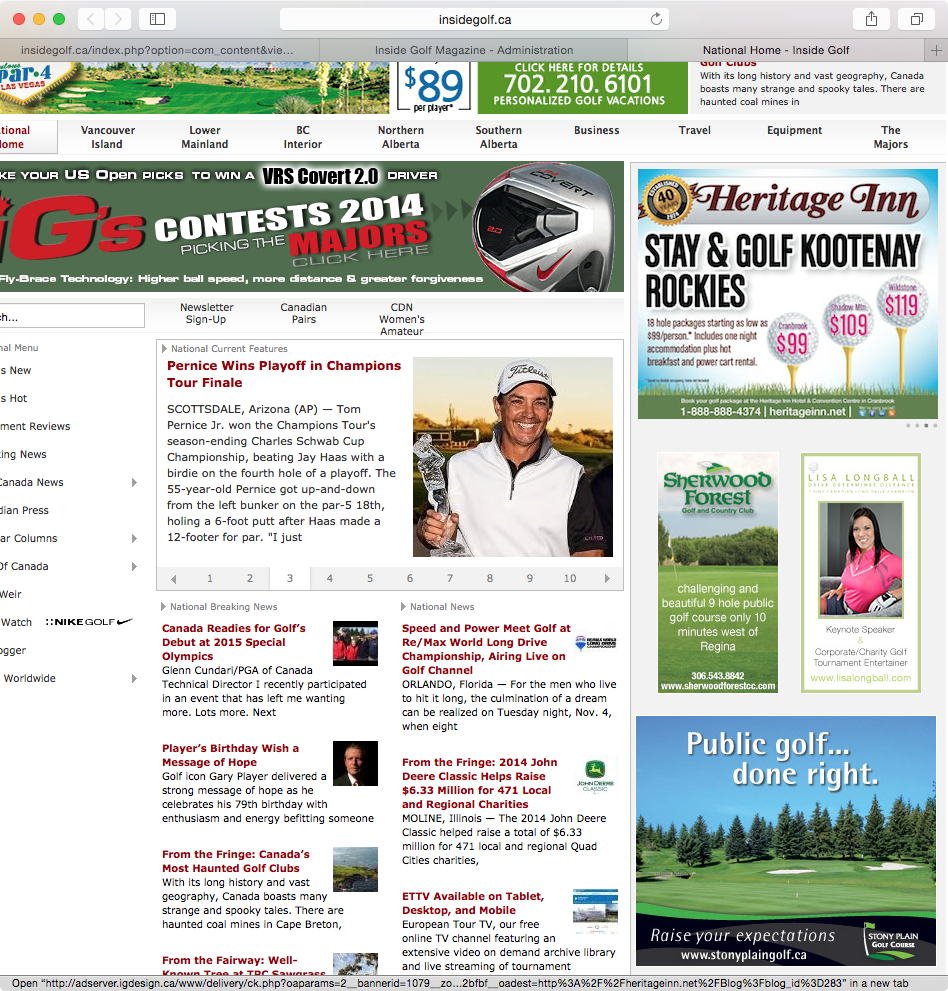 insidegolf.ca
insidegolf.ca/index.php?option=com_content&vie...
Inside Golf Magazine - Administration
National Home - Inside Golf
Par·4
LAS VEGAS
$89
per player*
CLICK HERE FOR DETAILS
702. 210. 6101
PERSONALIZED GOLF VACATIONS
Golf Clubs
With its long history and vast geography, Canada
boasts many strange and spooky tales. There are
haunted coal mines in
tional
Home
Vancouver
Island
Lower
Mainland
BC
Interior
Northern
Alberta
Southern
Alberta
Business
Travel
Equipment
The
Majors
KE YOUR US Open PICKS TO WIN A VRS Covert 2.0 DRIVER
iG's
CONTESTS 2014
PICKING THE MAJORS
CLICK HERE
COVERT
2.0
Fly-Brace Technology: Higher ball speed, more distance & greater forgiveness
ESTABLISHED
40
YEARS
Heritage Inn
STAY & GOLF KOOTENAY
ROCKIES
18 hole packages starting as low as
$99/person.* Includes one night
accommodation plus hot
breakfast and power cart rental.
Cranbrook
$99*
Shadow Mtn.
$109*
Wildstone
$119*
Book your golf package at the Heritage Inn Hotel & Convention Centre in Cranbrook
1-888-888-4374 | heritageinn.net |
ch...
Newsletter
Sign-Up
Canadian
Pairs
CDN
Women's
Amateur
nal Menu
s New
s Hot
ment Reviews
king News
Canada News
dian Press
ar Columns
Of Canada
Weir
Watch
NIKE GOLF
ogger
Worldwide
National Current Features
Pernice Wins Playoff in Champions
Tour Finale
SCOTTSDALE, Arizona (AP) — Tom
Pernice Jr. won the Champions Tour's
season-ending Charles Schwab Cup
Championship, beating Jay Haas with a
birdie on the fourth hole of a playoff. The
55-year-old Pernice got up-and-down
from the left bunker on the par-5 18th,
holing a 6-foot putt after Haas made a
12-footer for par. "I just
Titleist
1 2 3 4 5 6 7 8 9 10
National Breaking News
Canada Readies for Golf's
Debut at 2015 Special
Olympics
Glenn Cundari/PGA of Canada
Technical Director I recently participated
in an event that has left me wanting
more. Lots more. Next
Player's Birthday Wish a
Message of Hope
Golf icon Gary Player delivered a
strong message of hope as he
celebrates his 79th birthday with
enthusiasm and energy befitting someone
From the Fringe: Canada's
Most Haunted Golf Clubs
With its long history and vast
geography, Canada boasts many
strange and spooky tales. There are
haunted coal mines in Cape Breton,
From the Fairway: Well-
Known Tree at TPC Sawgrass
National News
Speed and Power Meet Golf at
Re/Max World Long Drive
Championship, Airing Live on
Golf Channel
ORLANDO, Florida — For the men who live
to hit it long, the culmination of a dream
can be realized on Tuesday night, Nov. 4,
when eight
RE/MAX WORLD
LONG DRIVE
From the Fringe: 2014 John
Deere Classic Helps Raise
$6.33 Million for 471 Local
and Regional Charities
MOLINE, Illinois — The 2014 John Deere
Classic helped raise a total of $6.33
million for 471 local and regional Quad
Cities charities,
JOHN DEERE
CLASSIC
ETTV Available on Tablet,
Desktop, and Mobile
European Tour TV, our free
online TV channel featuring an
extensive video on demand archive library
and live streaming of tournament
Sherwood
Forest
Golf and Country Club
challenging and
beautiful 9 hole public
golf course only 10
minutes west of
Regina
306.543.8842
www.sherwoodforestcc.com
LISA LONGBALL
DRIVE DETERMINES DISTANCE
Keynote Speaker
&
Corporate/Charity Golf
Tournament Entertainer
www.lisalongball.com
Public golf...
done right.
Raise your expectations
www.stonyplaingolf.ca
STONY PLAIN
GOLF COURSE
Open "http://adserver.igdesign.ca/www/delivery/ck.php?oaparams=2__bannerid=1079__zo...2bfbf__oadest=http%3A%2F%2Fheritageinn.net%2FBlog%3Fblog_id%3D283" in a new tab